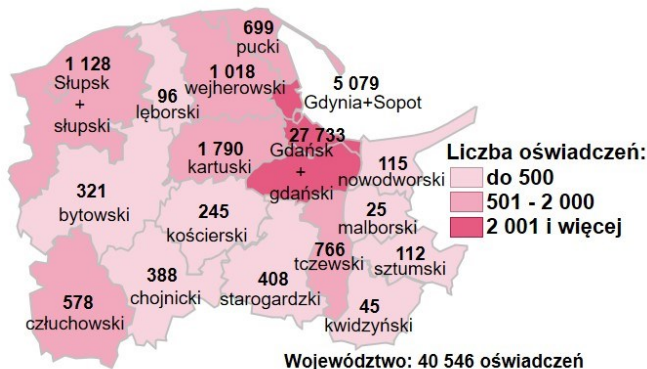 699
pucki
1 128
Słupsk
+
słupski
1 018
wejherowski
96
lęborski
5 079
Gdynia+Sopot
27 733
Gdańsk
+
gdański
1 790
kartuski
115
nowodworski
Liczba oświadczeń:
do 500
501 - 2 000
2 001 i więcej
321
bytowski
245
kościerski
25
malborski
766
tczewski
112
sztumski
578
człuchowski
388
chojnicki
408
starogardzki
45
kwidzyński
Województwo: 40 546 oświadczeń